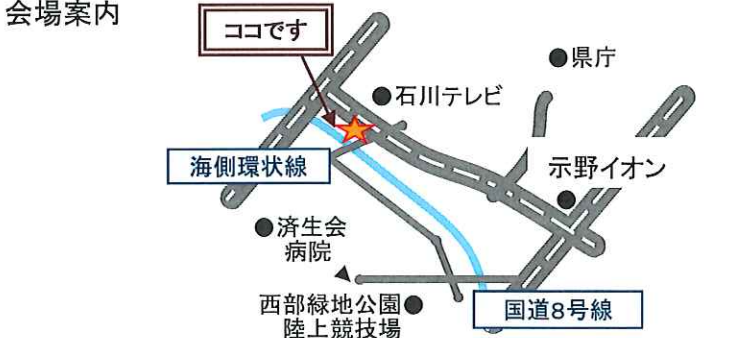 会場案内
ココです
●県庁
●石川テレビ
海側環状線
示野イオン
●済生会
病院
西部緑地公園●
陸上競技場
国道8号線